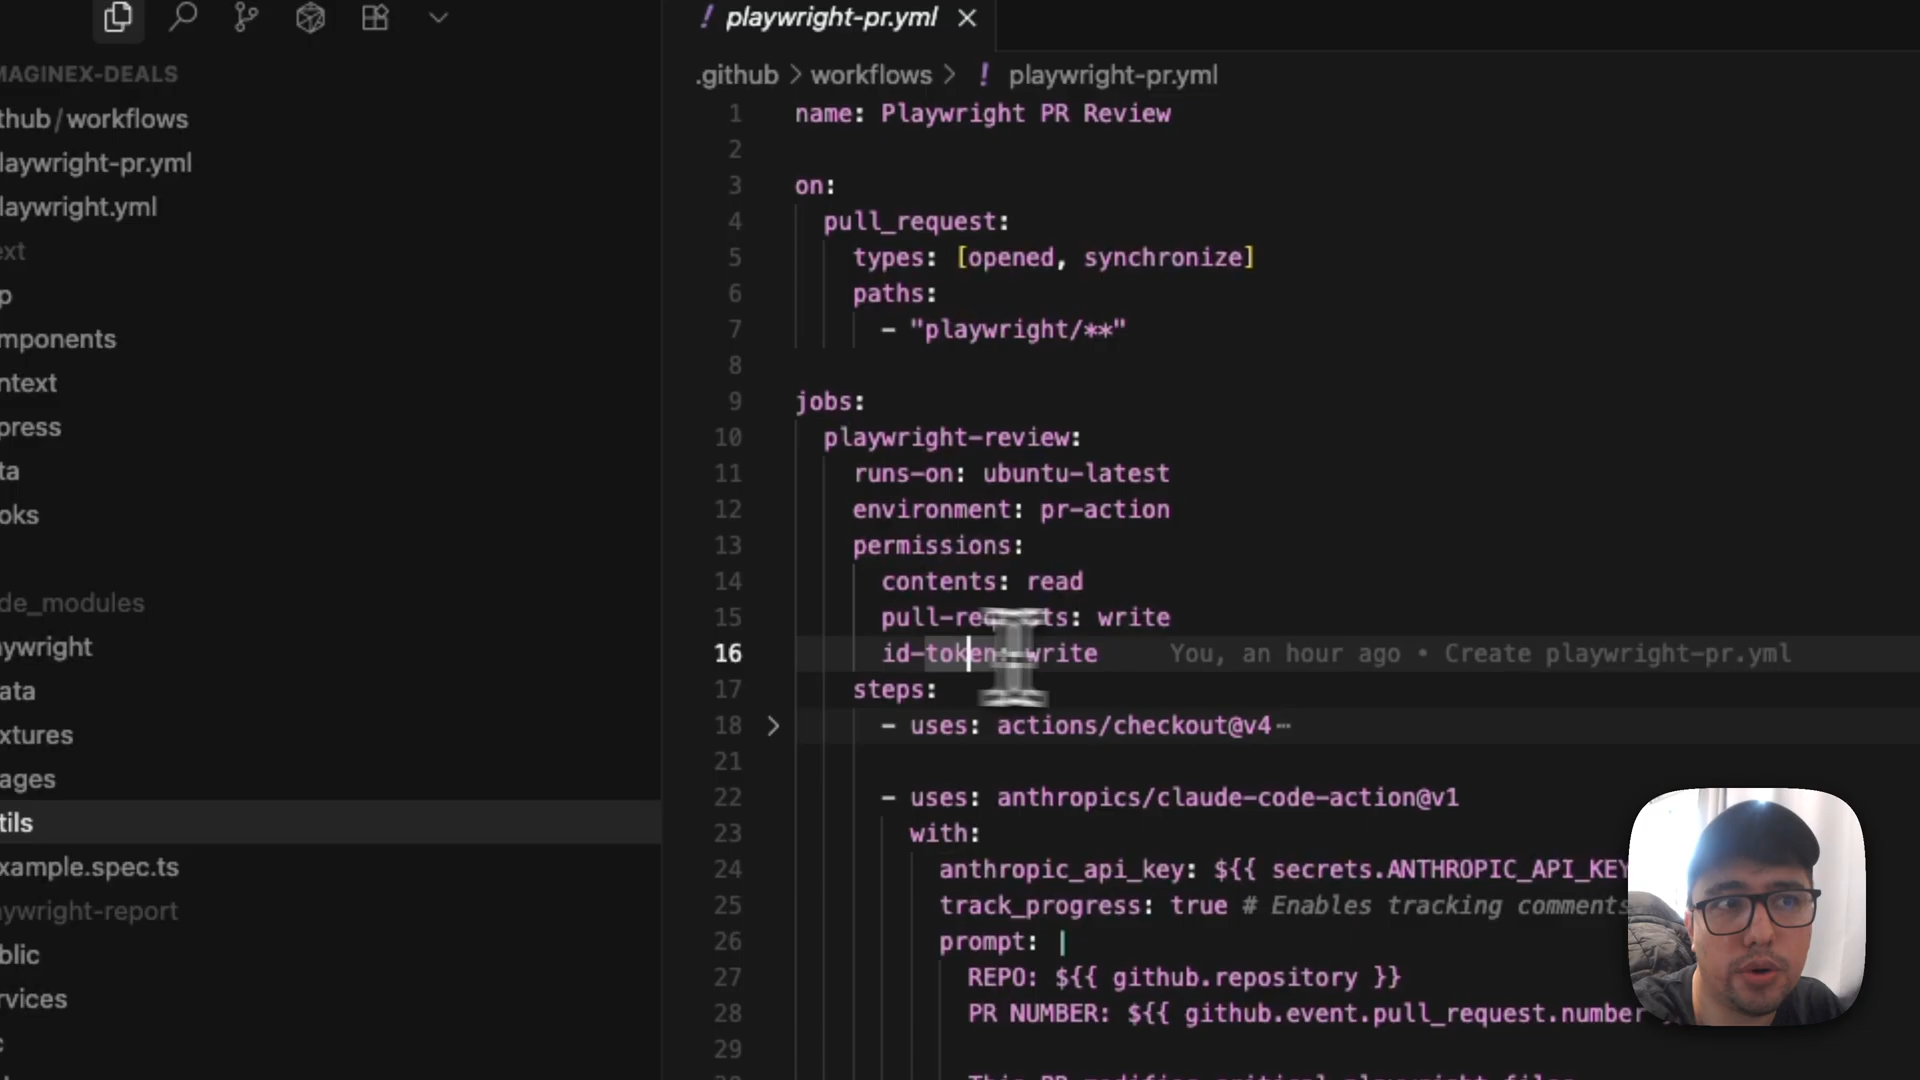 playwright-pr.yml
MAGINEX-DEALS
thub/workflows
laywright-pr.yml
laywright.yml
ext
p
mponents
ntext
press
ta
oks
de_modules
aywright
ata
xtures
ages
tils
xample.spec.ts
aywright-report
blic
rvices
.github > workflows > ! playwright-pr.yml
1 name: Playwright PR Review
2
3 on:
4 pull_request:
5 types: [opened, synchronize]
6 paths:
7 - "playwright/**"
8
9 jobs:
10 playwright-review:
11 runs-on: ubuntu-latest
12 environment: pr-action
13 permissions:
14 contents: read
15 pull-requests: write
16 id-token: write You, an hour ago • Create playwright-pr.yml
17 steps:
18 - uses: actions/checkout@v4 ⋯
21
22 - uses: anthropics/claude-code-action@v1
23 with:
24 anthropic_api_key: ${{ secrets.ANTHROPIC_API_KEY
25 track_progress: true # Enables tracking comments
26 prompt: |
27 REPO: ${{ github.repository }}
28 PR NUMBER: ${{ github.event.pull_request.number
29